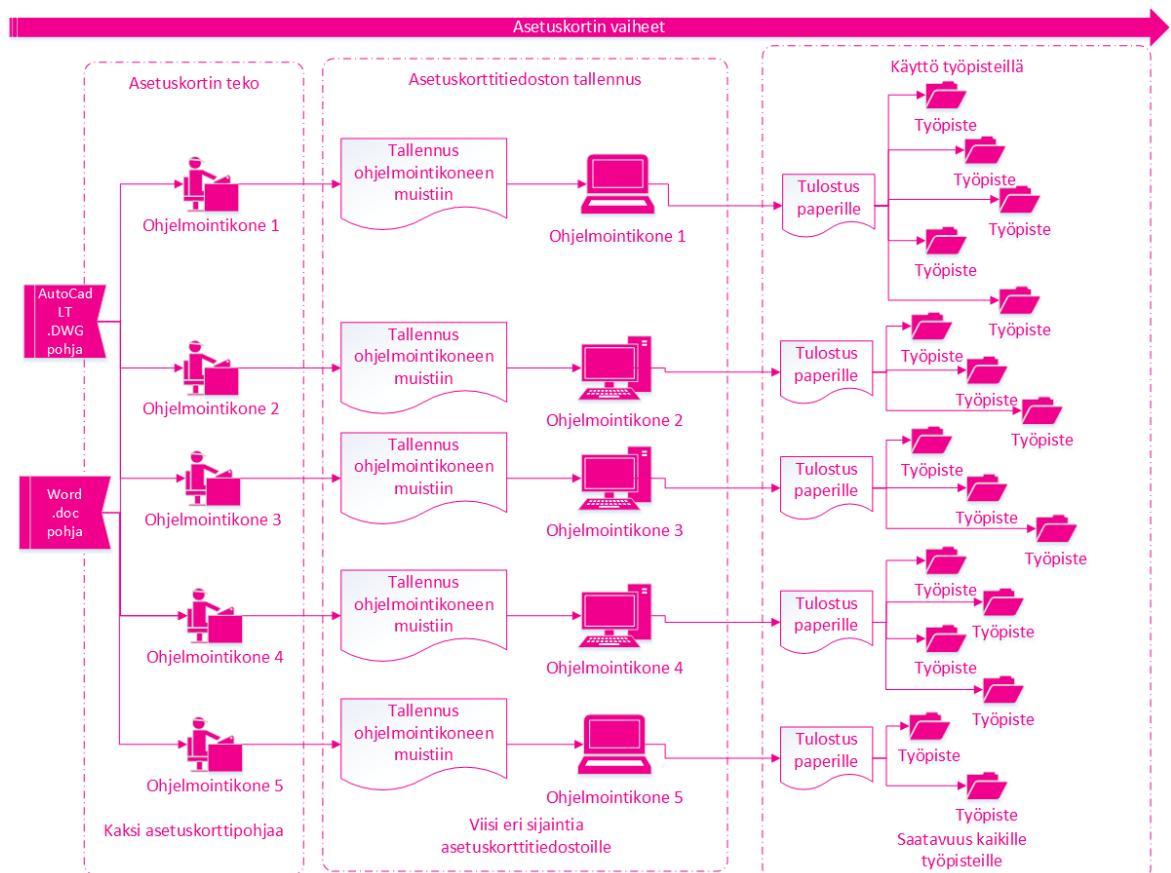 Asetuskortin vaiheet
Asetuskortin teko
Asetuskorttitiedoston tallennus
Käyttö työpisteillä
AutoCad
LT
.DWG
pohja
Word
.doc
pohja
Ohjelmointikone 1
Tallennus
ohjelmointikoneen
muistiin
Ohjelmointikone 1
Tulostus
paperille
Työpiste
Työpiste
Työpiste
Työpiste
Työpiste
Ohjelmointikone 2
Tallennus
ohjelmointikoneen
muistiin
Ohjelmointikone 2
Tulostus
paperille
Työpiste
Työpiste
Työpiste
Ohjelmointikone 3
Tallennus
ohjelmointikoneen
muistiin
Ohjelmointikone 3
Tulostus
paperille
Työpiste
Työpiste
Työpiste
Ohjelmointikone 4
Tallennus
ohjelmointikoneen
muistiin
Ohjelmointikone 4
Tulostus
paperille
Työpiste
Työpiste
Työpiste
Työpiste
Ohjelmointikone 5
Tallennus
ohjelmointikoneen
muistiin
Ohjelmointikone 5
Tulostus
paperille
Työpiste
Työpiste
Kaksi asetuskorttipohjaa
Viisi eri sijaintia
asetuskorttitiedostoille
Saatavuus kaikille
työpisteille